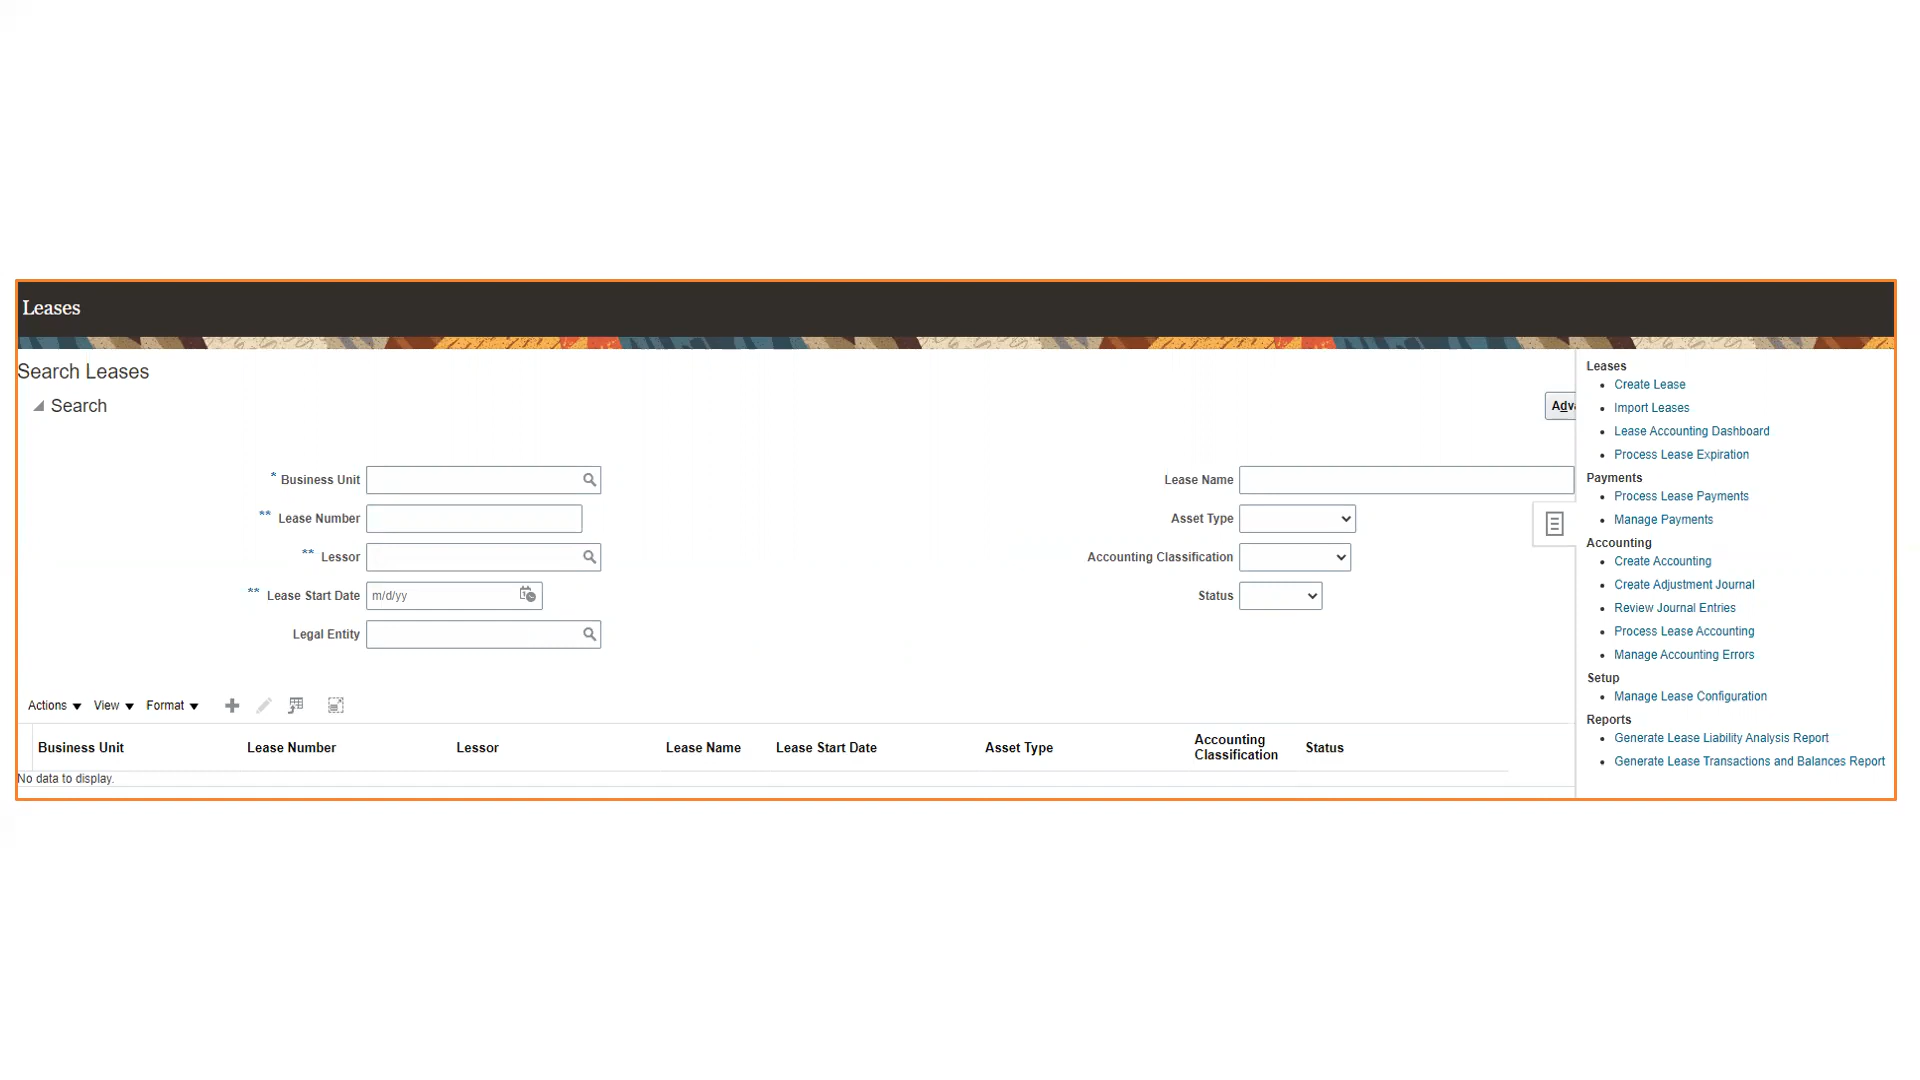 Leases
Search Leases
Search
* Business Unit
** Lease Number
** Lessor
** Lease Start Date m/d/yy
Legal Entity
Lease Name
Asset Type
Accounting Classification
Status
Actions View Format
Business Unit Lease Number Lessor Lease Name Lease Start Date Asset Type Accounting Classification Status
No data to display.
Leases
• Create Lease
• Import Leases
• Lease Accounting Dashboard
• Process Lease Expiration
Payments
• Process Lease Payments
• Manage Payments
Accounting
• Create Accounting
• Create Adjustment Journal
• Review Journal Entries
• Process Lease Accounting
• Manage Accounting Errors
Setup
• Manage Lease Configuration
Reports
• Generate Lease Liability Analysis Report
• Generate Lease Transactions and Balances Report